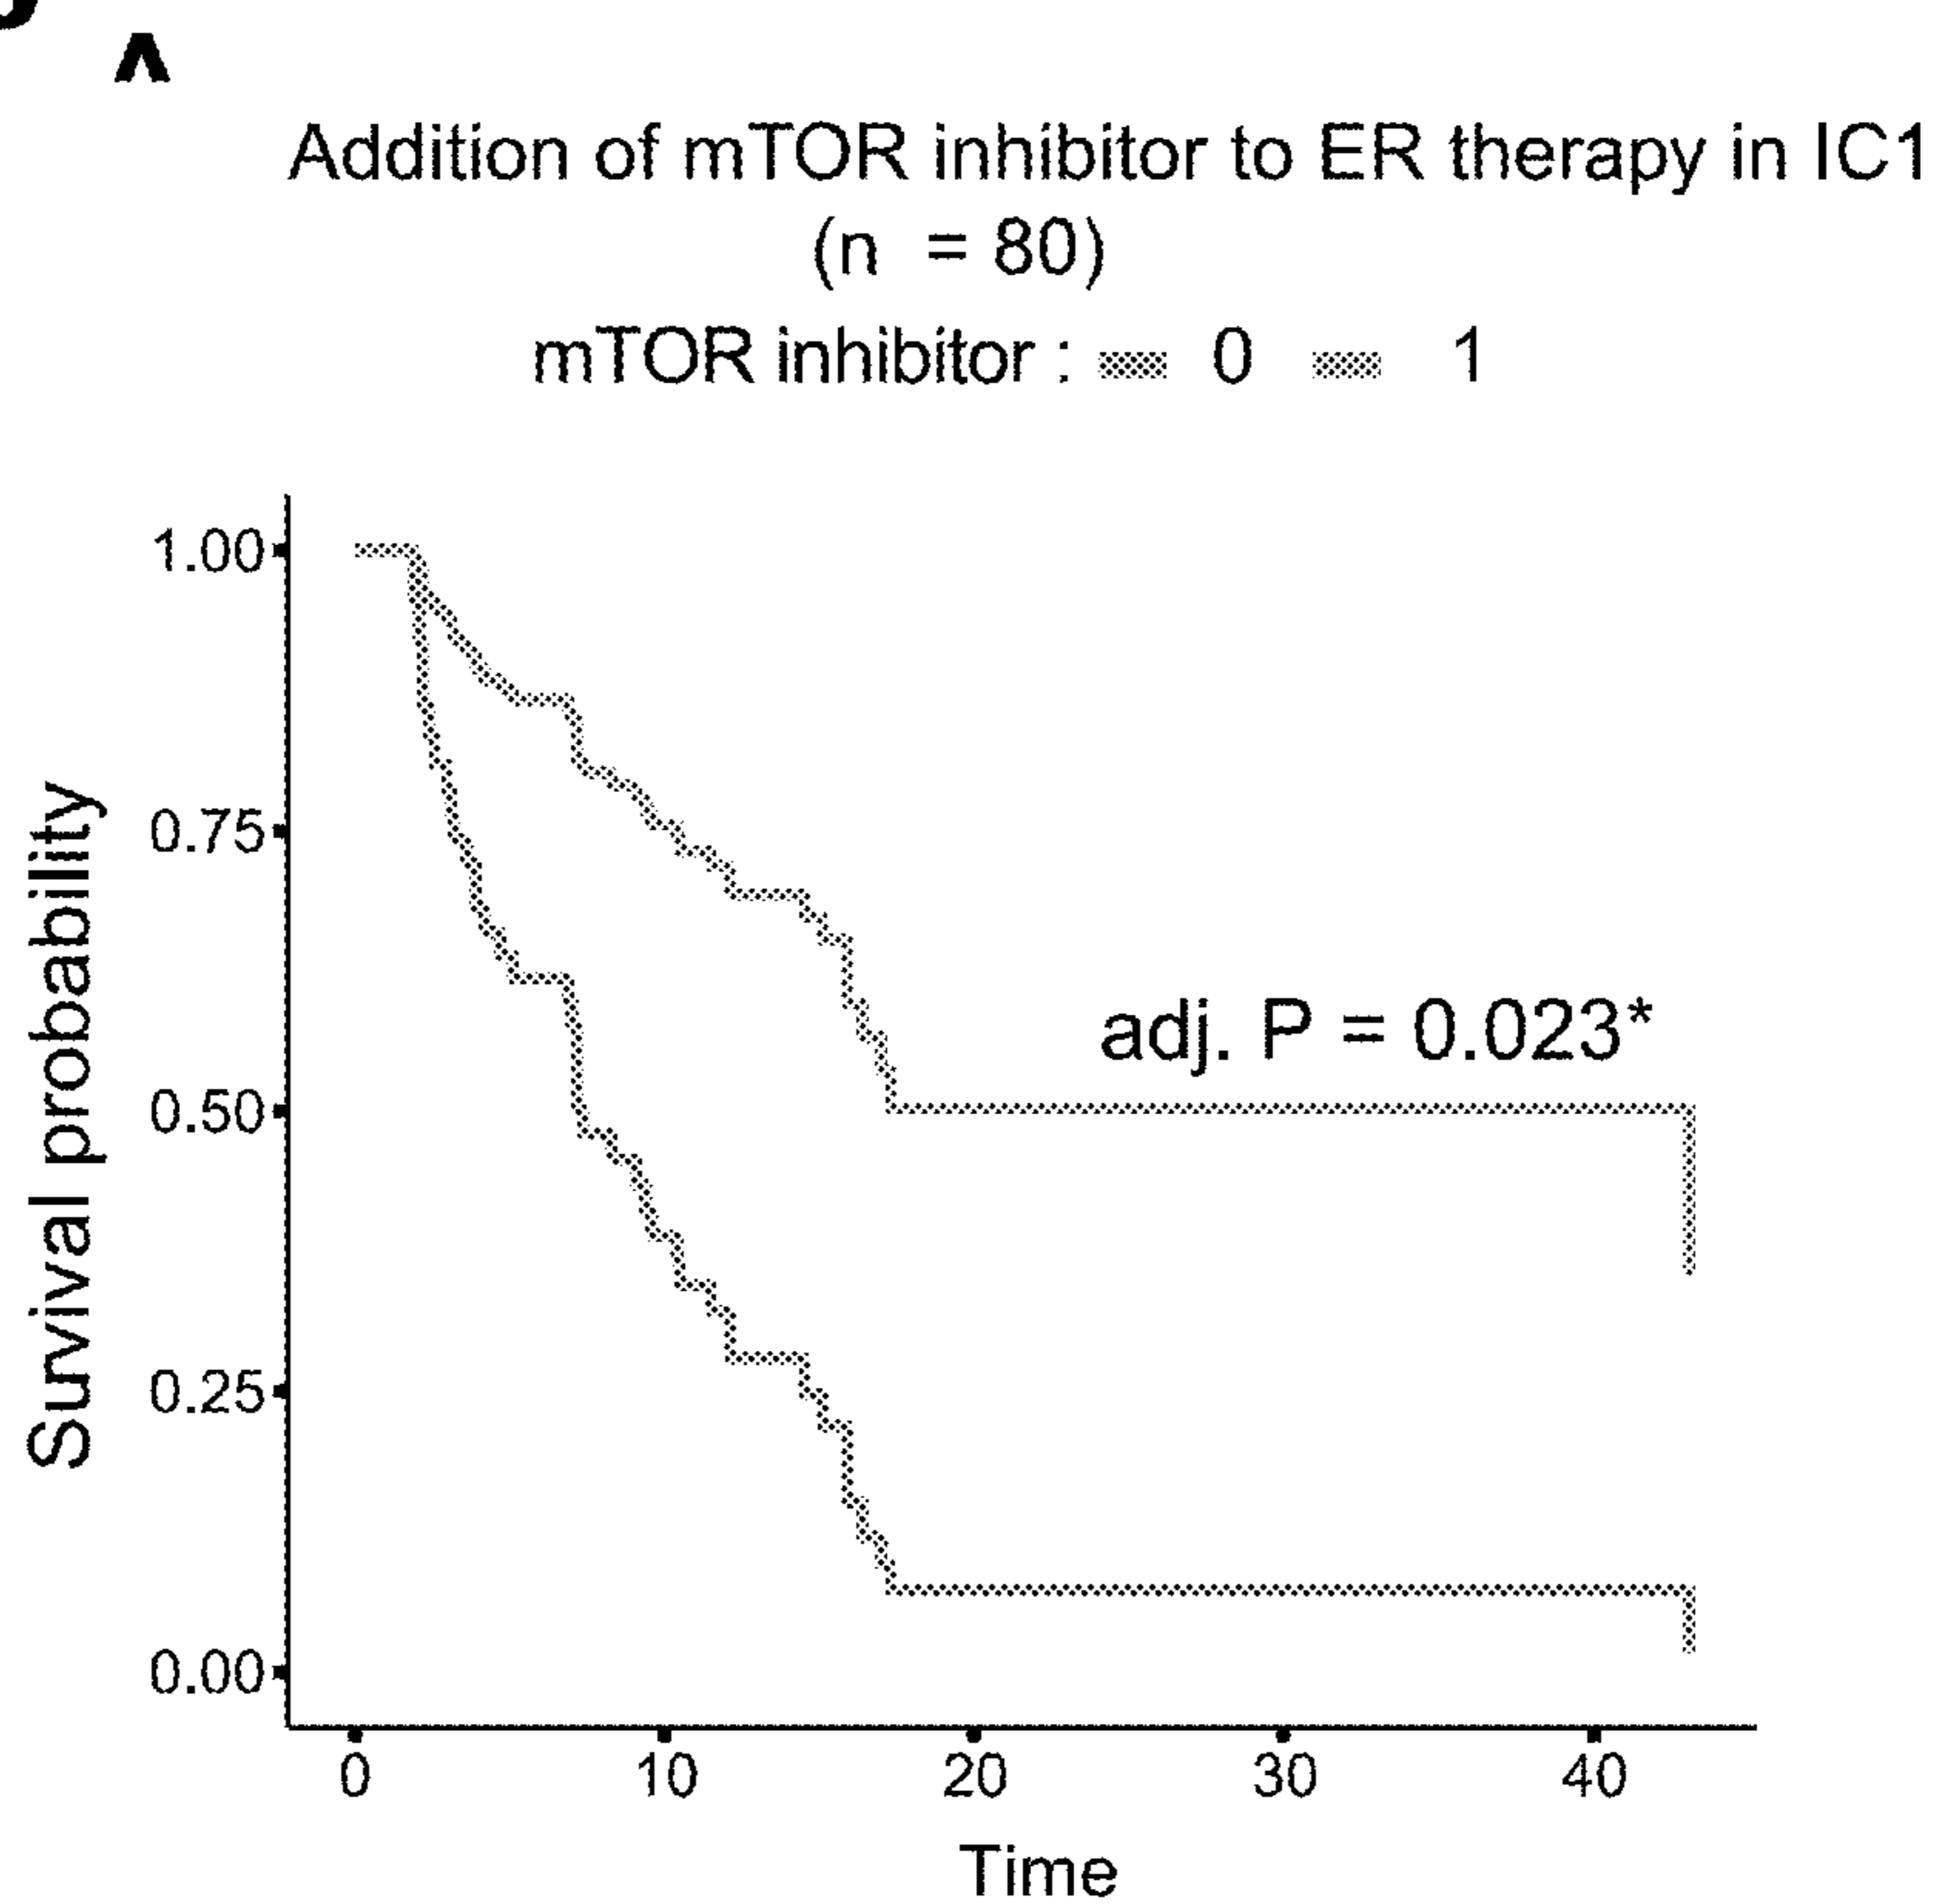 Addition of mTOR inhibitor to ER therapy in IC1
(n = 80)
mTOR inhibitor : 0 1
1.00
0.75
adj. P = 0.023*
0.50
0.25
0.00
Survival probability
0 10 20 30 40
Time